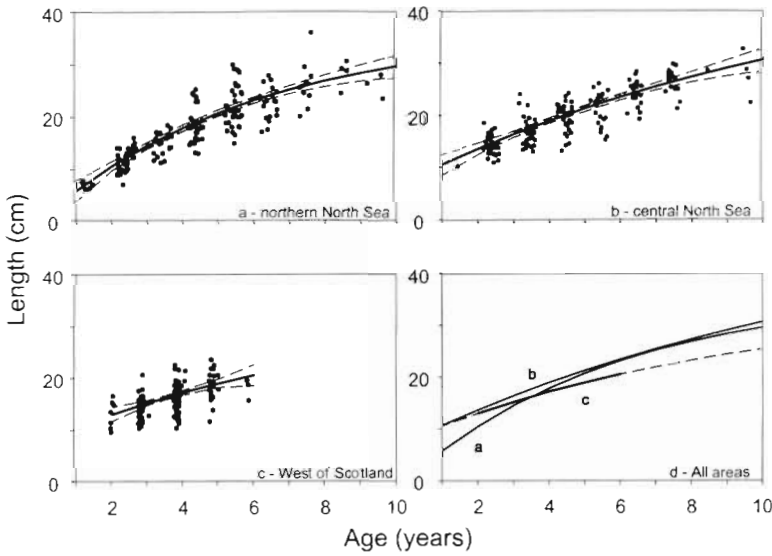 40
20
0
a - northern North Sea
40
20
0
b - central North Sea
Length (cm)
40
20
0
2 4 6 8 10
c - West of Scotland
40
20
0
2 4 6 8 10
b
c
a
d - All areas
Age (years)